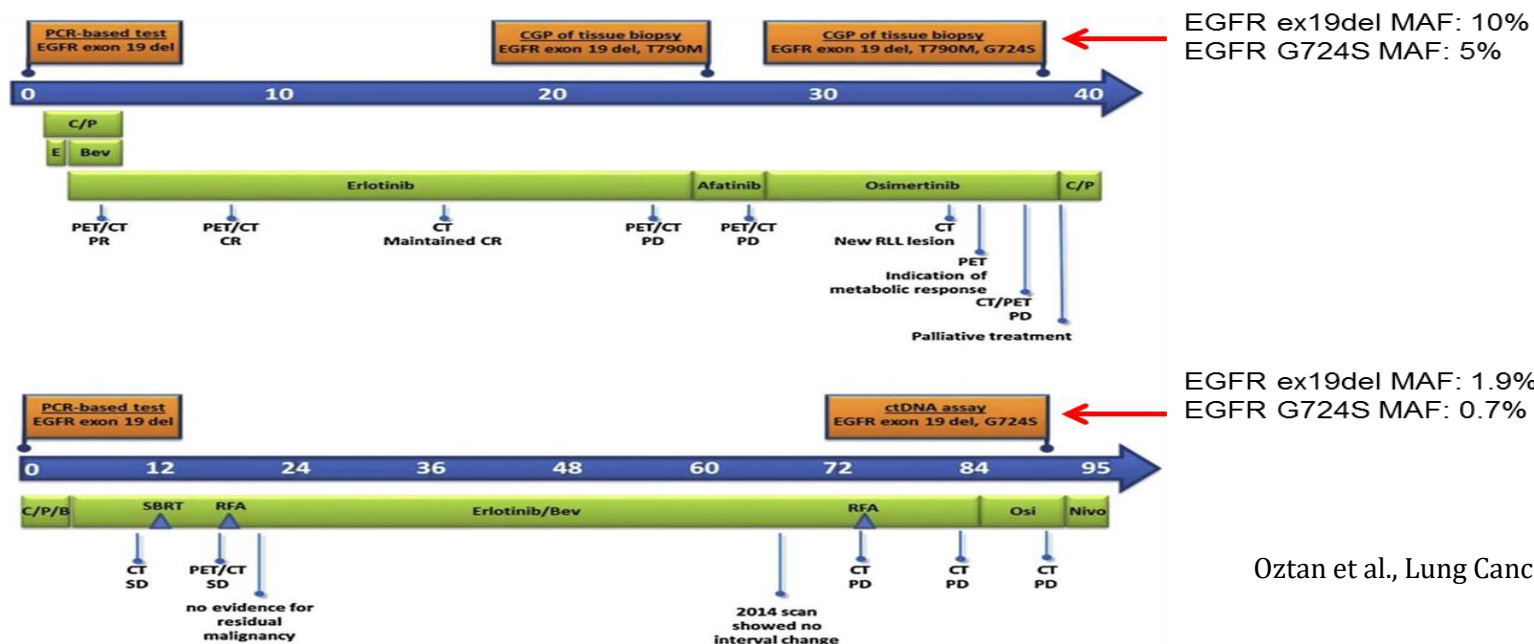 PCR-based test
EGFR exon 19 del
CGP of tissue biopsy
EGFR exon 19 del, T790M
CGP of tissue biopsy
EGFR exon 19 del, T790M, G724S
EGFR ex19del MAF: 10%
EGFR G724S MAF: 5%
0 10 20 30 40
C/P
E Bev
Erlotinib Afatinib Osimertinib C/P
PET/CT
PR
PET/CT
CR
CT
Maintained CR
PET/CT
PD
PET/CT
PD
CT
New RLL lesion
PET
Indication of
metabolic response
CT/PET
PD
Palliative treatment
PCR-based test
EGFR exon 19 del
ctDNA assay
EGFR exon 19 del, G724S
EGFR ex19del MAF: 1.9%
EGFR G724S MAF: 0.7%
0 12 24 36 48 60 72 84 95
C/P/B SBRT RFA Erlotinib/Bev RFA Osi Nivo
CT
SD
PET/CT
SD
no evidence for
residual
malignancy
2014 scan
showed no
interval change
CT
PD
CT
PD
CT
PD
Oztan et al., Lung Canc